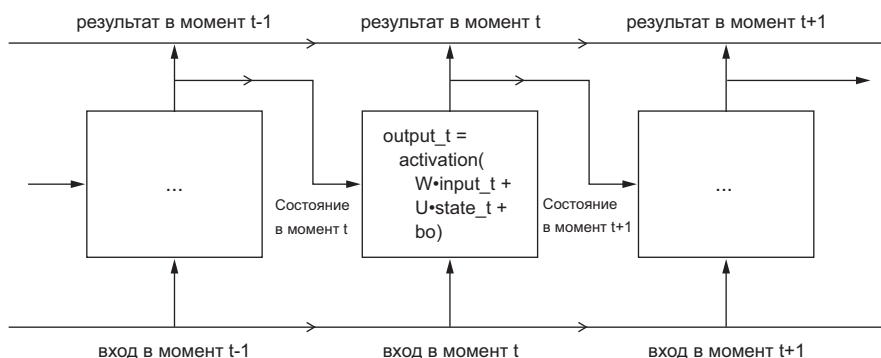 результат в момент t-1
результат в момент t
результат в момент t+1
...
output_t =
activation(
W•input_t +
U•state_t +
bo)
...
Состояние
в момент t
Состояние
в момент t+1
вход в момент t-1
вход в момент t
вход в момент t+1